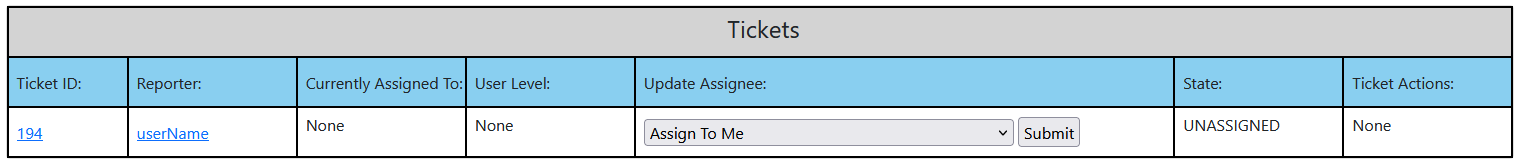 Tickets
Ticket ID: Reporter: Currently Assigned To: User Level: Update Assignee: State: Ticket Actions:
194 userName None None Assign To Me Submit UNASSIGNED None